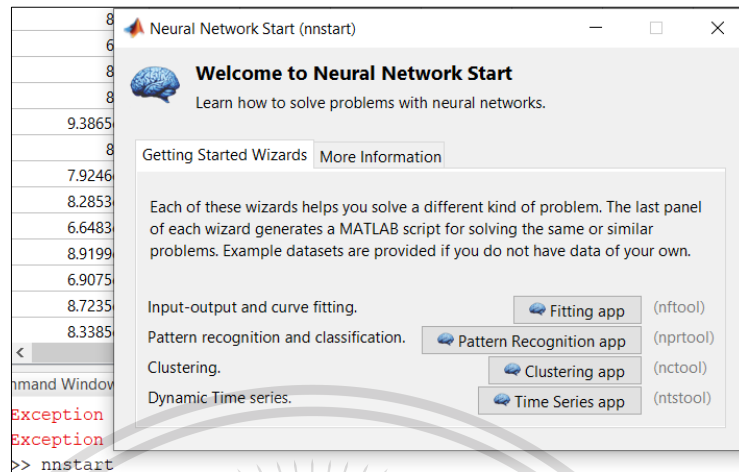 8
6
8
8
9.3865
8
7.9246
8.2853
6.6483
8.9199
6.9075
8.7235
8.3385
Neural Network Start (nnstart)
Welcome to Neural Network Start
Learn how to solve problems with neural networks.
Getting Started Wizards More Information
Each of these wizards helps you solve a different kind of problem. The last panel
of each wizard generates a MATLAB script for solving the same or similar
problems. Example datasets are provided if you do not have data of your own.
Input-output and curve fitting. Fitting app (nftool)
Pattern recognition and classification. Pattern Recognition app (nprtool)
Clustering. Clustering app (nctool)
Dynamic Time series. Time Series app (ntstool)
mmand Window
Exception
Exception
>> nnstart